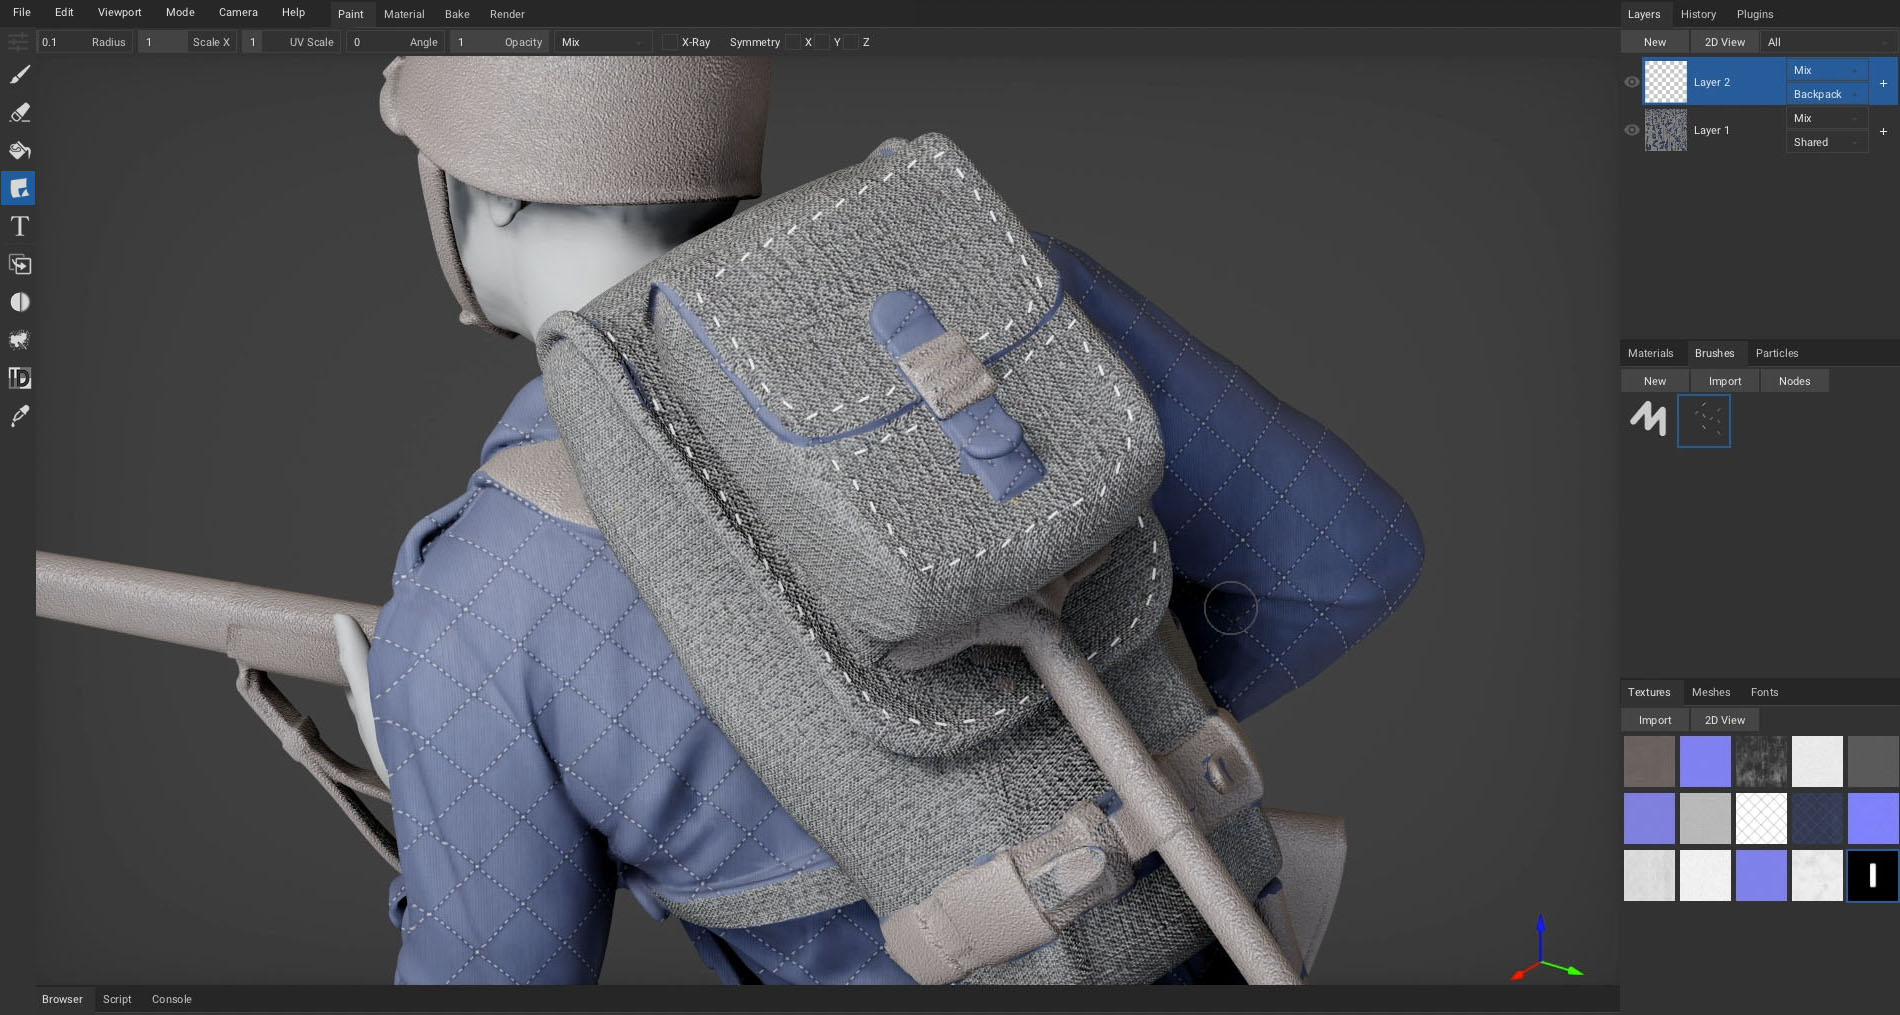 File Edit Viewport Mode Camera Help Paint Material Bake Render
0.1 Radius 1 Scale X 1 UV Scale 0 Angle 1 Opacity Mix X-Ray Symmetry X Y Z
T
ID
Layers History Plugins
New 2D View All
Layer 2 Mix +
Backpack
Layer 1 Mix +
Shared
Materials Brushes Particles
New Import Nodes
Textures Meshes Fonts
Import 2D View
Browser Script Console